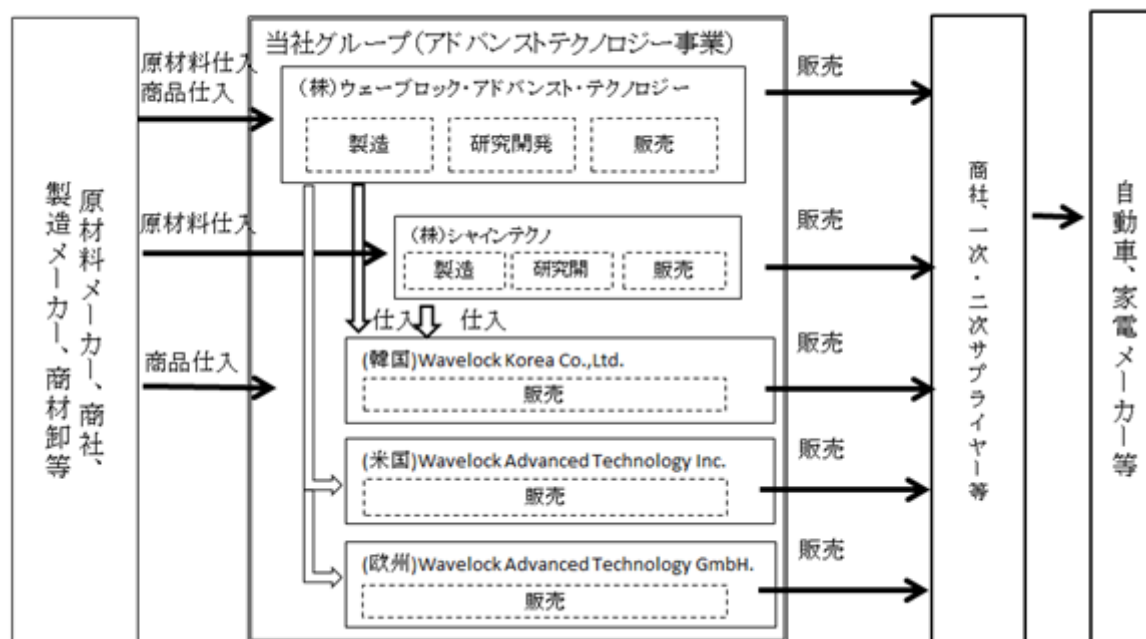 原材料メーカー、商社、
製造メーカー、商材卸等
原材料仕入
商品仕入
原材料仕入
商品仕入
当社グループ(アドバンストテクノロジー事業)
(株)ウェーブロック・アドバンスト・テクノロジー
製造
研究開発
販売
(株)シャインテクノ
製造
研究開
販売
仕入
仕入
(韓国)Wavelock Korea Co.,Ltd.
販売
(米国)Wavelock Advanced Technology Inc.
販売
(欧州)Wavelock Advanced Technology GmbH.
販売
販売
販売
販売
販売
販売
商社、一次・二次サプライヤー等
自動車、家電メーカー等